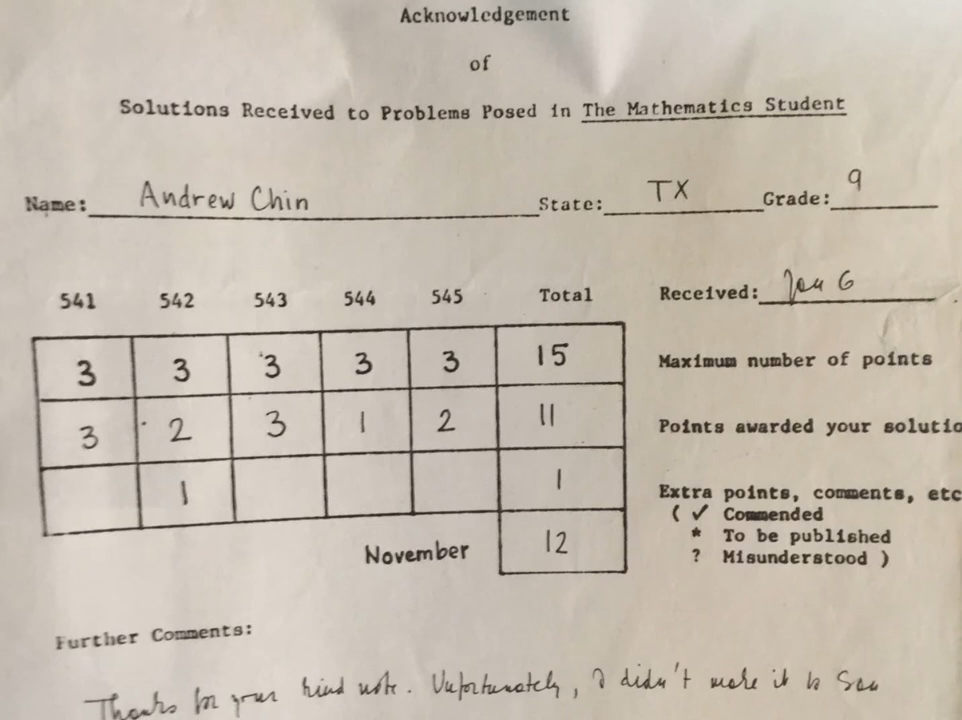 Acknowledgement
of
Solutions Received to Problems Posed in The Mathematics Student
Name: Andrew Chin State: TX Grade: 9
541 542 543 544 545 Total Received: Jan 6
3 3 3 3 3 15 Maximum number of points
3 2 3 1 2 11 Points awarded your solutio
1 1 Extra points, comments, etc
( ✓ Commended
* To be published
? Misunderstood )
November 12
Further Comments:
Thanks for your kind note. Unfortunately, I didn't make it to San